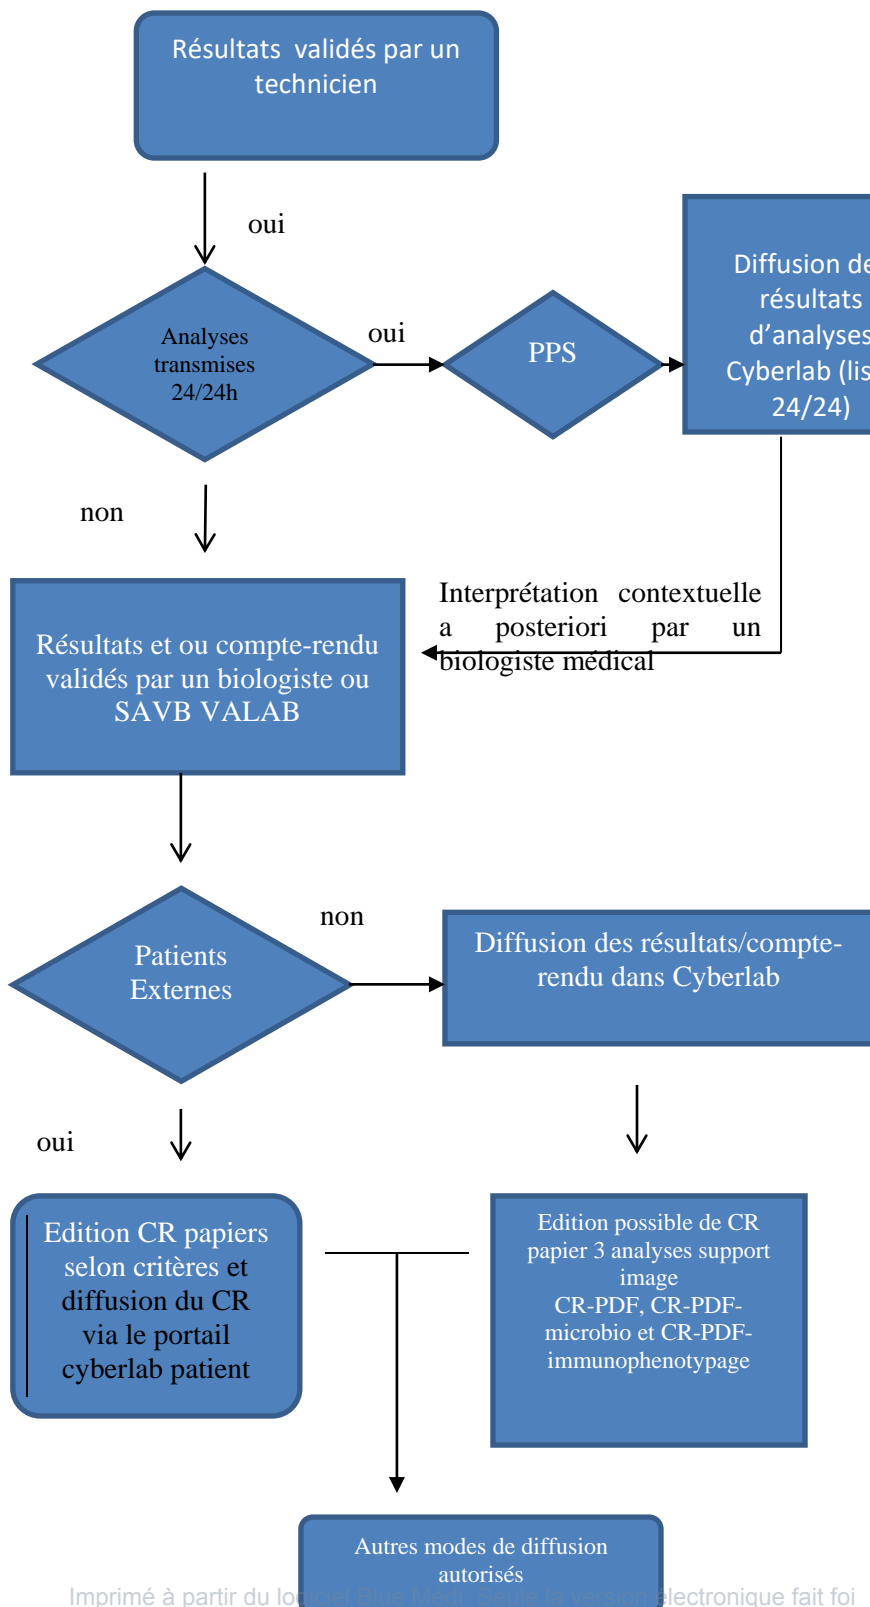 Résultats validés par un
technicien
oui
Analyses
transmises
24/24h
oui
PPS
Diffusion de
résultats
d'analyses
Cyberlab
24/24)
non
Interprétation contextuelle
a posteriori par un
biologiste médical
Résultats et ou compte-rendu
validés par un biologiste ou
SAVB VALAB
Patients
Externes
non
Diffusion des résultats/compte-
rendu dans Cyberlab
oui
Edition CR papiers
selon critères et
diffusion du CR
via le portail
cyberlab patient
Edition possible de CR
papier 3 analyses support
image
CR-PDF, CR-PDF-
microbio et CR-PDF-
immunophenotypage
Autres modes de diffusion
autorisés
Imprimé à partir du logiciel Blue Medi. Seule la version électronique fait foi